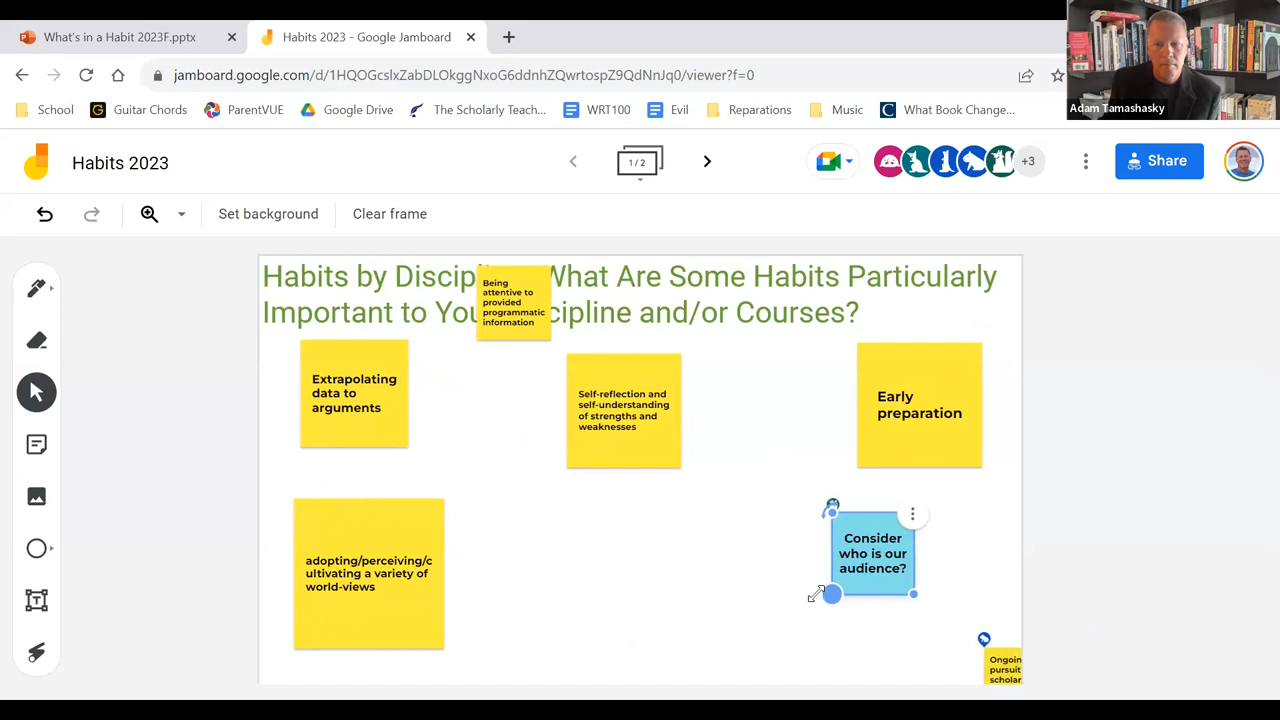 What's in a Habit 2023F.pptx
Habits 2023 - Google Jamboard
jamboard.google.com/d/1HQOGcslxZabDLOkggNxoG6ddnhZQwrtospZ9QdNnJq0/viewer?f=0
School
Guitar Chords
ParentVUE
Google Drive
The Scholarly Teach...
WRT100
Evil
Reparations
Music
What Book Change...
Adam Tamashasky
Habits 2023
1 / 2
+3
Share
Set background
Clear frame
Habits by Discipl What Are Some Habits Particularly
Important to You cipline and/or Courses?
Being
attentive to
provided
programmatic
information
Extrapolating
data to
arguments
Self-reflection and
self-understanding
of strengths and
weaknesses
Early
preparation
adopting/perceiving/c
ultivating a variety of
world-views
Consider
who is our
audience?
Ongoin
pursuit
scholar